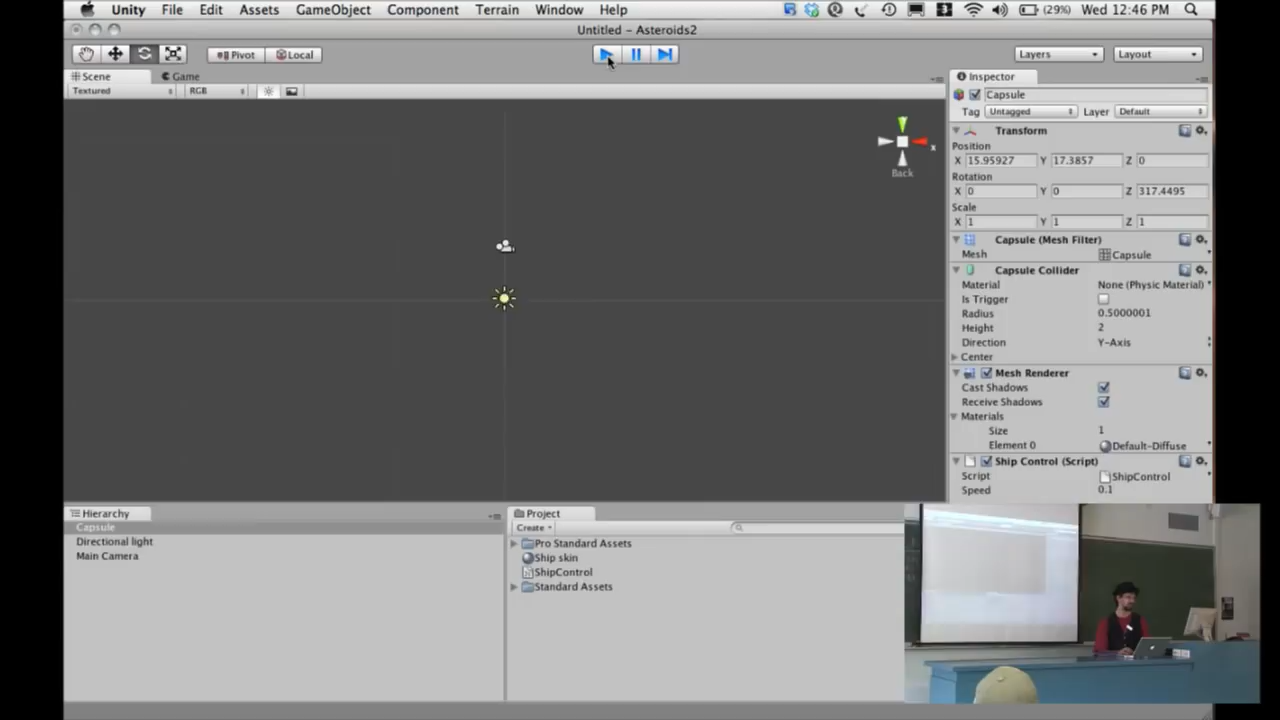 Unity File Edit Assets GameObject Component Terrain Window Help (29%) Wed 12:46 PM
Untitled - Asteroids2
Pivot Local Layers Layout
Scene Game Inspector
Textured RGB Capsule
Tag Untagged Layer Default
Transform
Position
X 15.95927 Y 17.3857 Z 0
Rotation
X 0 Y 0 Z 317.4495
Scale
X 1 Y 1 Z 1
x
Back
Capsule (Mesh Filter)
Mesh Capsule
Capsule Collider
Material None (Physic Material)
Is Trigger
Radius 0.5000001
Height 2
Direction Y-Axis
Center
Mesh Renderer
Cast Shadows
Receive Shadows
Materials
Size 1
Element 0 Default-Diffuse
Ship Control (Script)
Script ShipControl
Speed 0.1
Hierarchy
Capsule
Directional light
Main Camera
Project
Create
Pro Standard Assets
Ship skin
ShipControl
Standard Assets